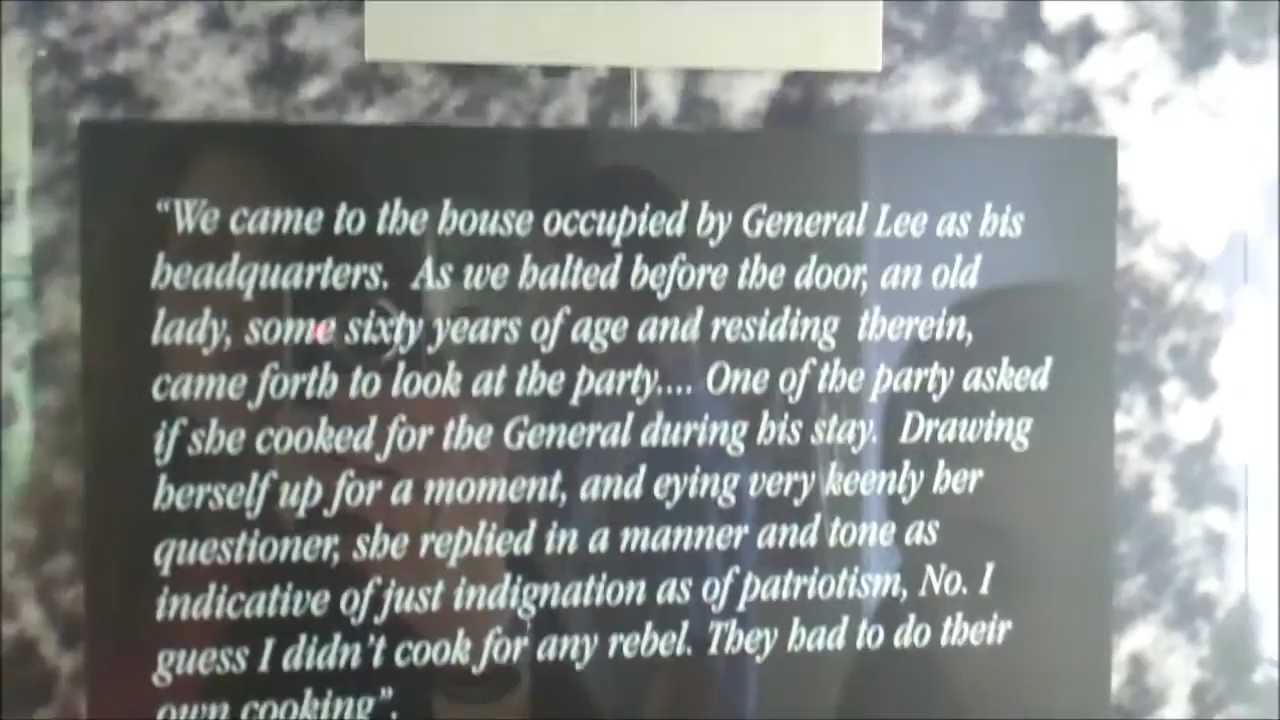 “We came to the house occupied by General Lee as his
headquarters.  As we halted before the door, an old
lady, some sixty years of age and residing  therein,
came forth to look at the party.... One of the party asked
if she cooked for the General during his stay.  Drawing
herself up for a moment, and eying very keenly her
questioner, she replied in a manner and tone as
indicative of just indignation as of patriotism, No. I
guess I didn’t cook for any rebel. They had to do their
own cooking”.